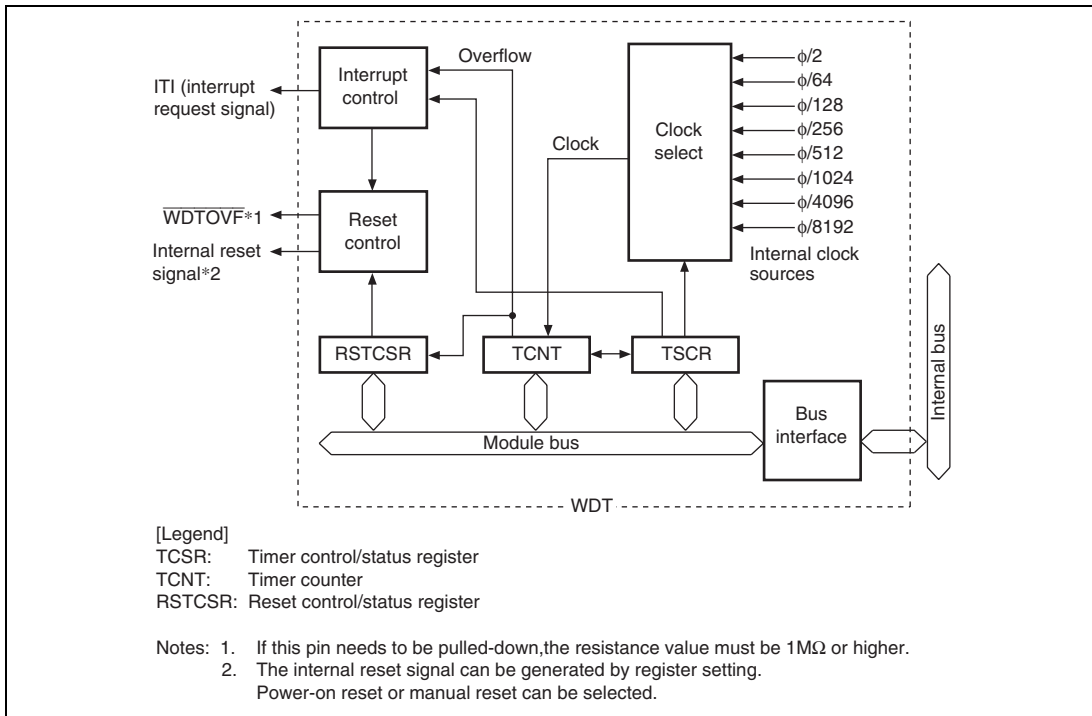 Overflow
Interrupt
control
ITI (interrupt
request signal)
Clock
Clock
select
ϕ/2
ϕ/64
ϕ/128
ϕ/256
ϕ/512
ϕ/1024
ϕ/4096
ϕ/8192
Internal clock
sources
WDTOVF*1
Internal reset
signal*2
Reset
control
RSTCSR
TCNT
TSCR
Module bus
Bus
interface
Internal bus
WDT
[Legend]
TCSR: Timer control/status register
TCNT: Timer counter
RSTCSR: Reset control/status register
Notes: 1. If this pin needs to be pulled-down,the resistance value must be 1MΩ or higher.
2. The internal reset signal can be generated by register setting.
Power-on reset or manual reset can be selected.